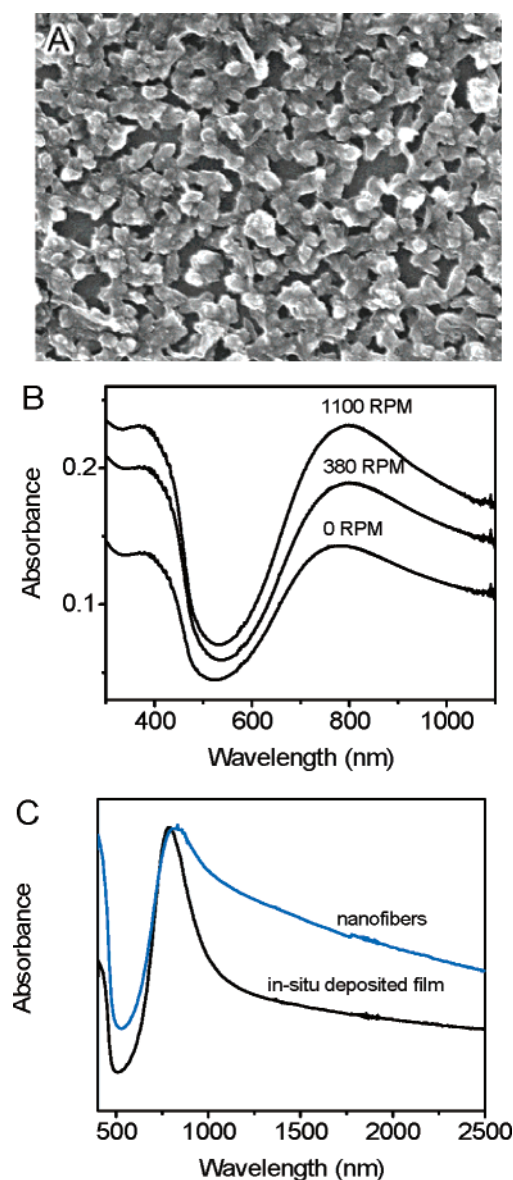 A
B
1100 RPM
380 RPM
0 RPM
0.2
0.1
Absorbance
400 600 800 1000
Wavelength (nm)
C
nanofibers
in-situ deposited film
Absorbance
500 1000 1500 2000 2500
Wavelength (nm)